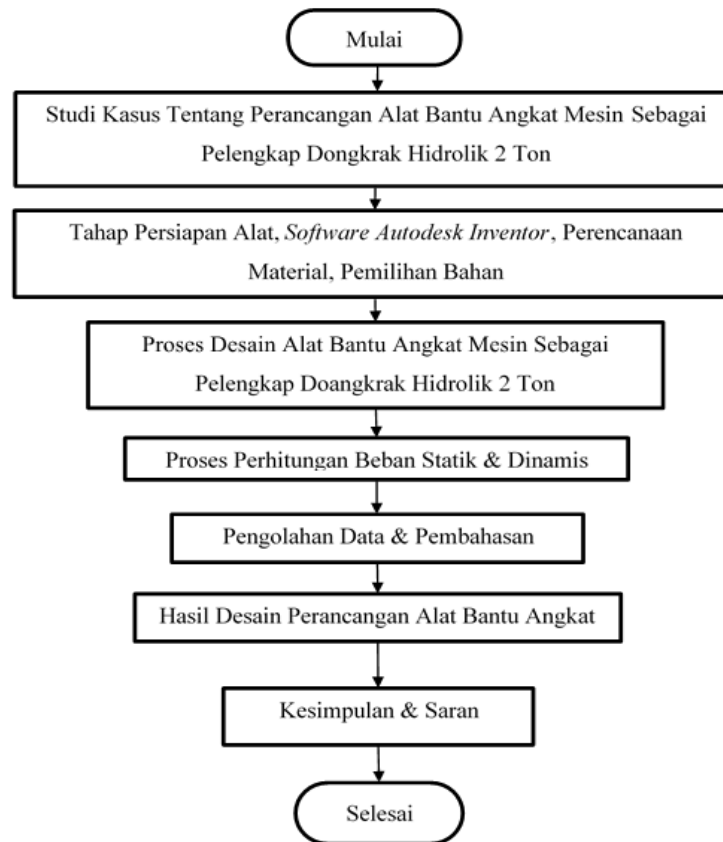 Mulai
Studi Kasus Tentang Perancangan Alat Bantu Angkat Mesin Sebagai
Pelengkap Dongkrak Hidrolik 2 Ton
Tahap Persiapan Alat, Software Autodesk Inventor, Perencanaan
Material, Pemilihan Bahan
Proses Desain Alat Bantu Angkat Mesin Sebagai
Pelengkap Doangkrak Hidrolik 2 Ton
Proses Perhitungan Beban Statik & Dinamis
Pengolahan Data & Pembahasan
Hasil Desain Perancangan Alat Bantu Angkat
Kesimpulan & Saran
Selesai